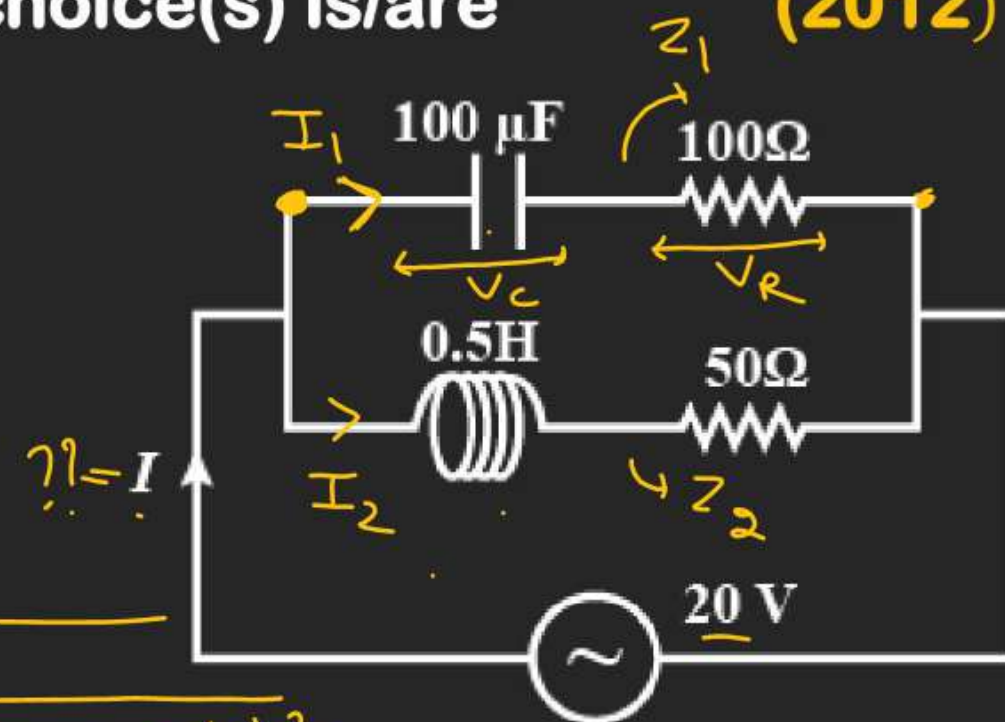 choice(s) is/are (2012)
Z1
I1 100 μF 100Ω
VC VR
0.5H 50Ω
??= I
I2 Z2
20 V
~